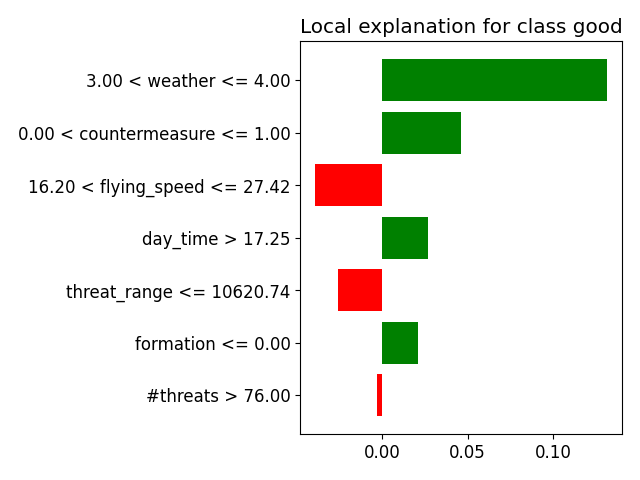 Local explanation for class good
3.00 < weather <= 4.00
0.00 < countermeasure <= 1.00
16.20 < flying_speed <= 27.42
day_time > 17.25
threat_range <= 10620.74
formation <= 0.00
#threats > 76.00
0.00 0.05 0.10